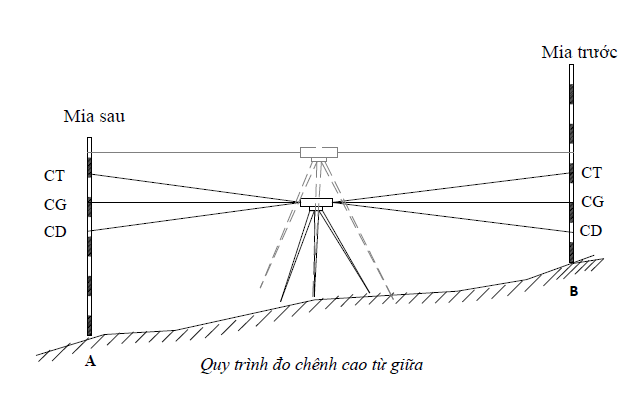 Mia trước
Mia sau
CT
CT
CG
CG
CD
CD
B
A
Quy trình đo chênh cao từ giữa